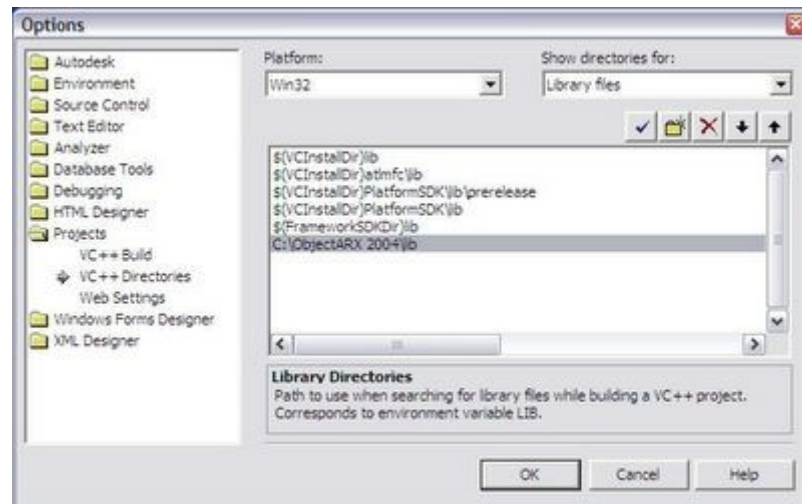 Options
Autodesk
Environment
Source Control
Text Editor
Analyzer
Database Tools
Debugging
HTML Designer
Projects
VC++ Build
VC++ Directories
Web Settings
Windows Forms Designer
XML Designer
Platform:
Win32
Show directories for:
Library files
$(VCInstallDir)lib
$(VCInstallDir)atlmfc\lib
$(VCInstallDir)PlatformSDK\lib\prerelease
$(VCInstallDir)PlatformSDK\lib
$(FrameworkSDKDir)lib
C:\ObjectARX 2004\lib
Library Directories
Path to use when searching for library files while building a VC++ project.
Corresponds to environment variable LIB.
OK
Cancel
Help